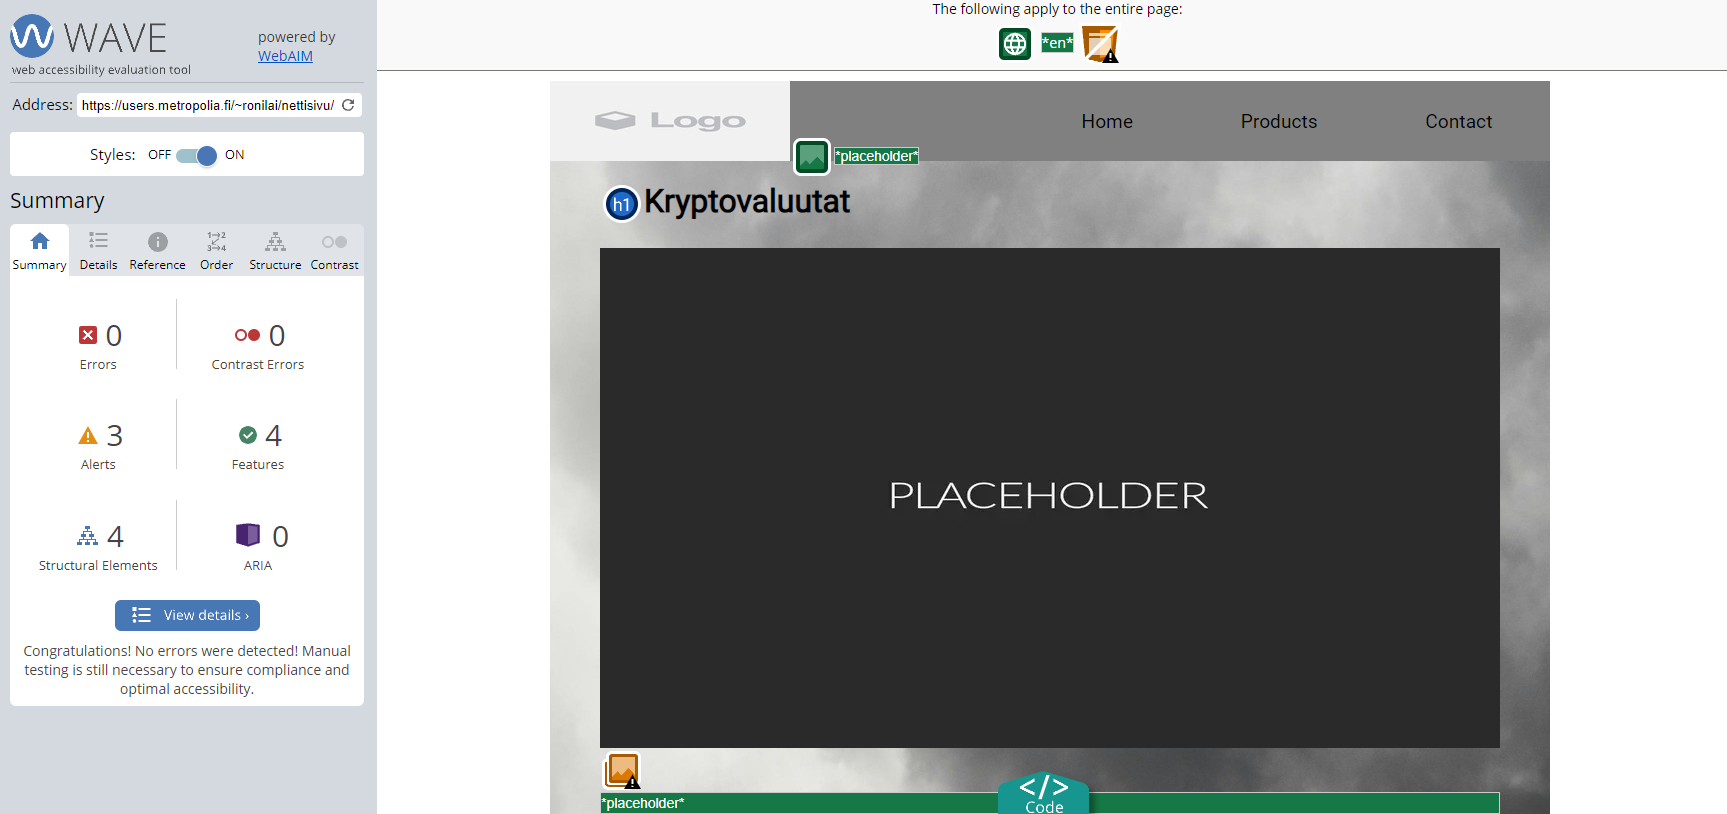 WAVE
web accessibility evaluation tool
powered by
WebAIM
Address: https://users.metropolia.fi/~ronilai/nettisivu/
Styles: OFF ON
Summary
Summary Details Reference Order Structure Contrast
0
Errors
0
Contrast Errors
3
Alerts
4
Features
4
Structural Elements
0
ARIA
View details ›
Congratulations! No errors were detected! Manual
testing is still necessary to ensure compliance and
optimal accessibility.
The following apply to the entire page:
*en*
Logo
Home Products Contact
*placeholder*
h1 Kryptovaluutat
PLACEHOLDER
*placeholder*
</>
Code